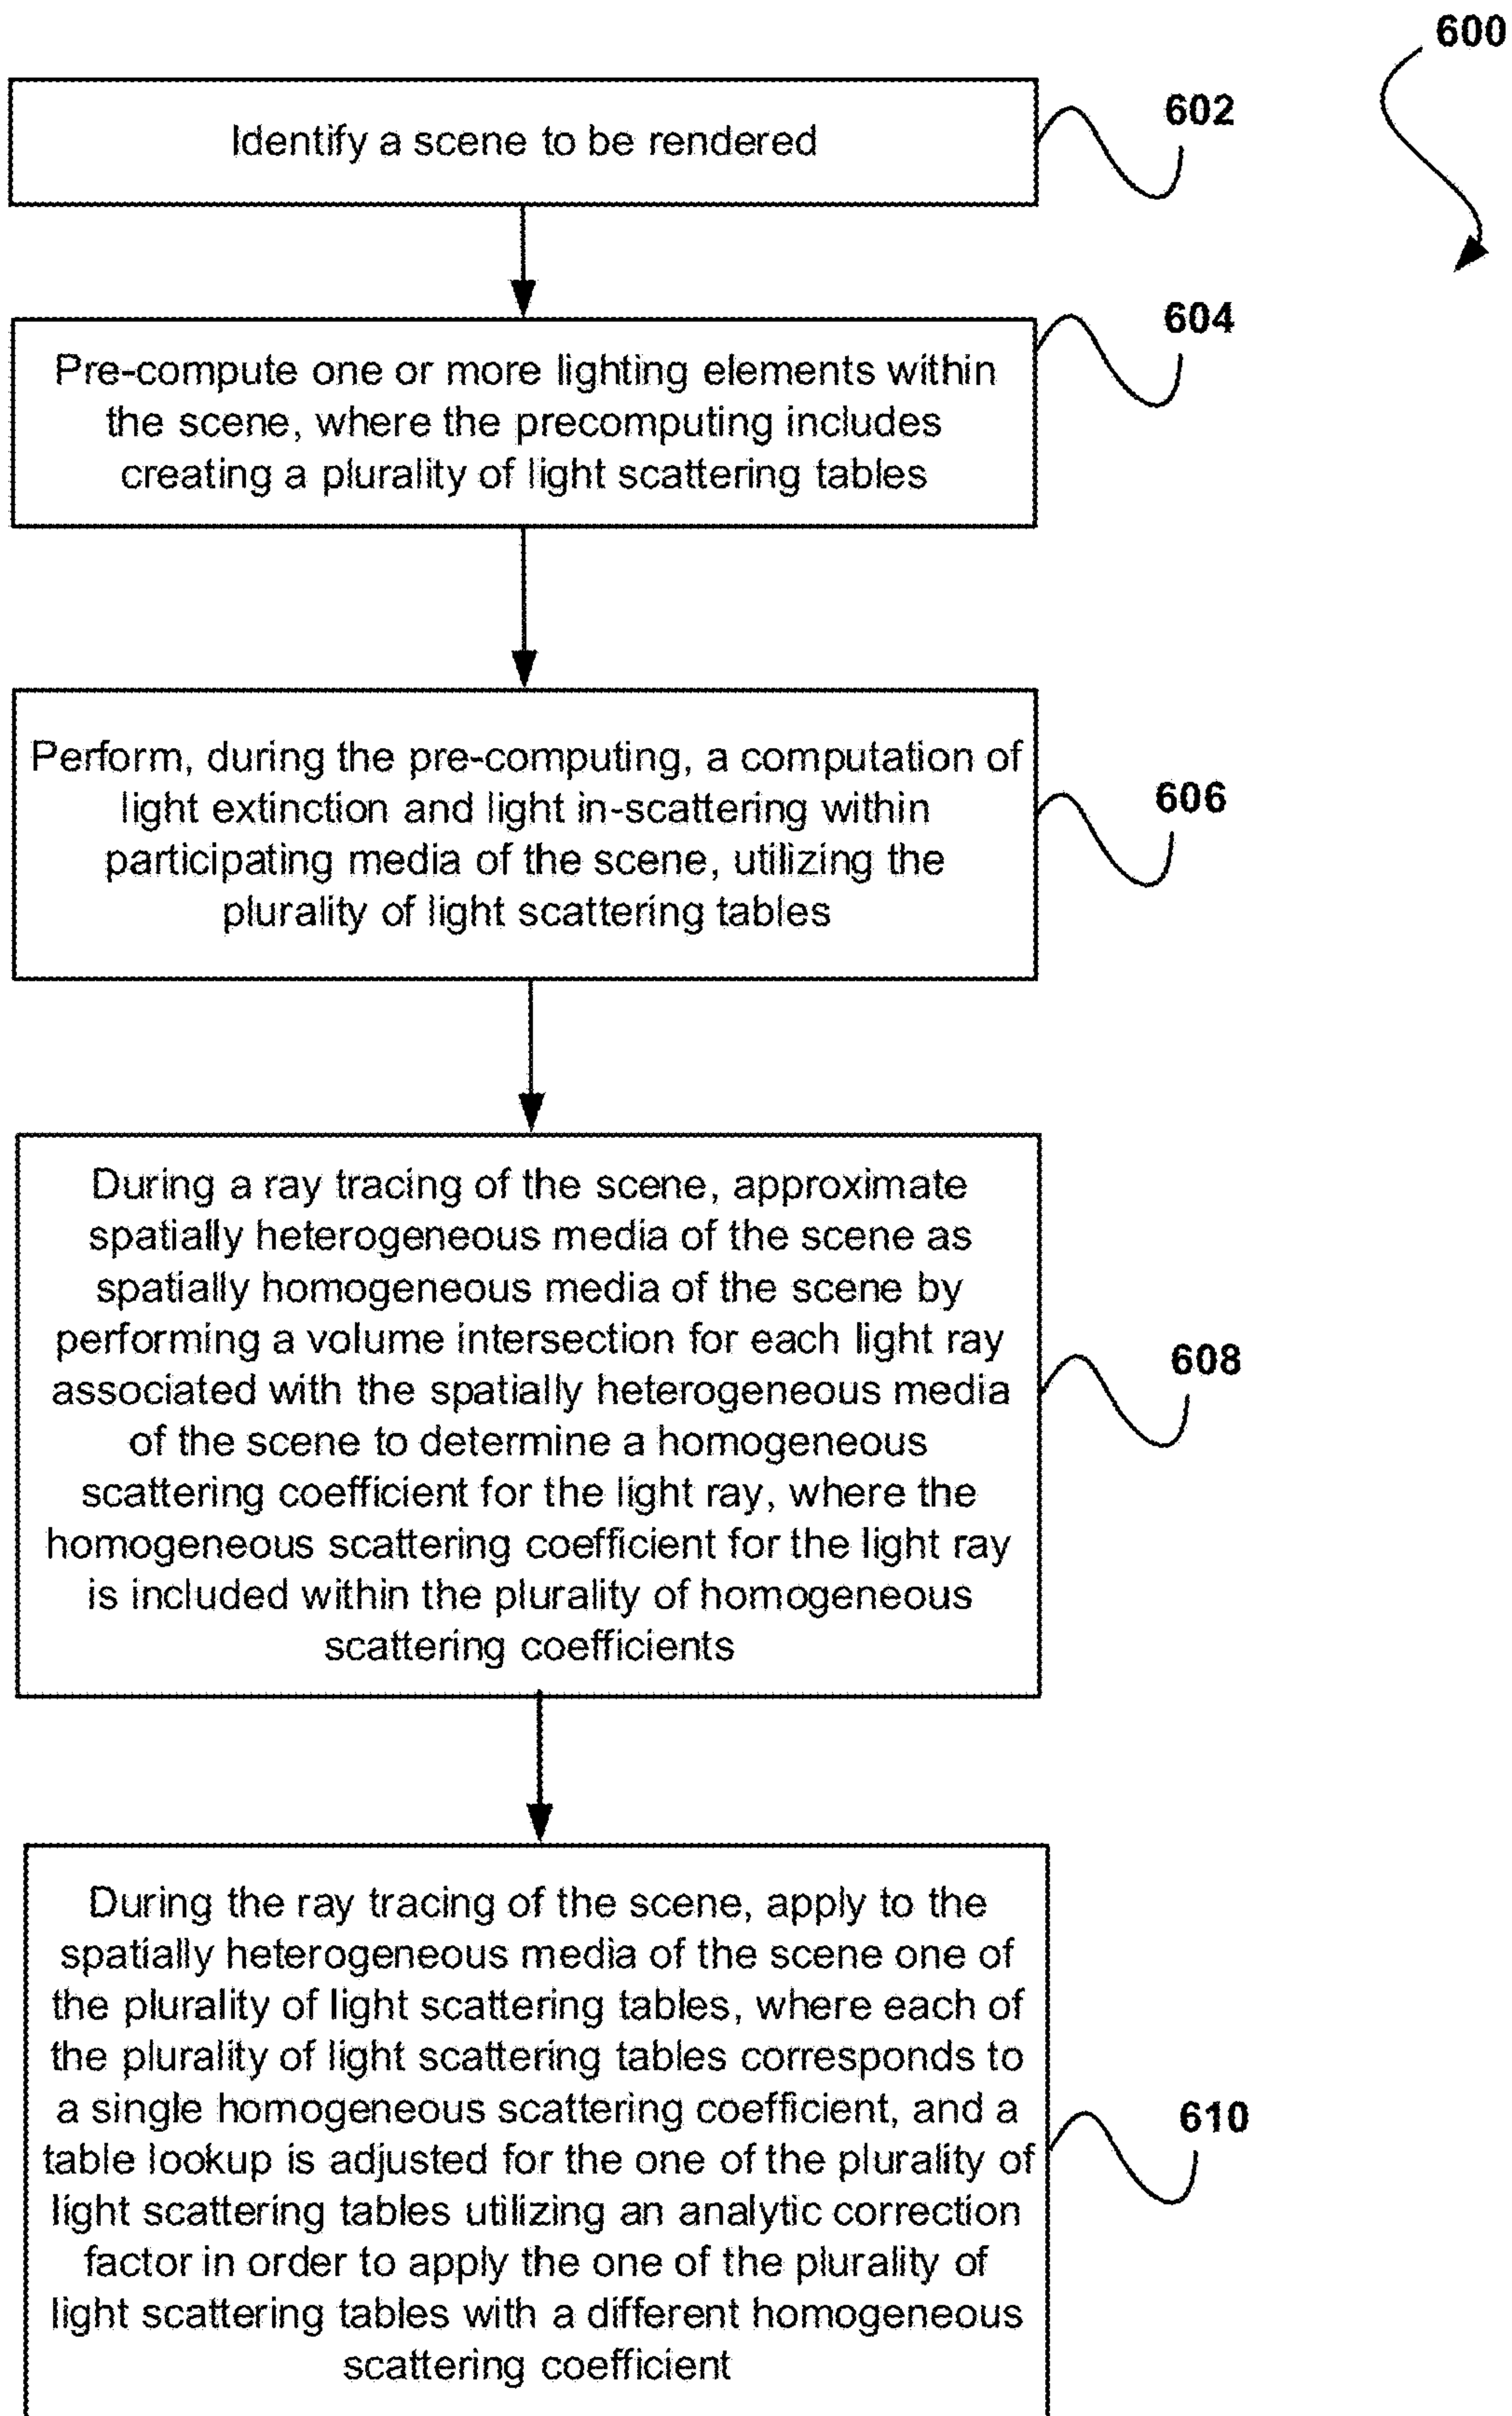 600
Identify a scene to be rendered
602
Pre-compute one or more lighting elements within
the scene, where the precomputing includes
creating a plurality of light scattering tables
604
Perform, during the pre-computing, a computation of
light extinction and light in-scattering within
participating media of the scene, utilizing the
plurality of light scattering tables
606
During a ray tracing of the scene, approximate
spatially heterogeneous media of the scene as
spatially homogeneous media of the scene by
performing a volume intersection for each light ray
associated with the spatially heterogeneous media
of the scene to determine a homogeneous
scattering coefficient for the light ray, where the
homogeneous scattering coefficient for the light ray
is included within the plurality of homogeneous
scattering coefficients
608
During the ray tracing of the scene, apply to the
spatially heterogeneous media of the scene one of
the plurality of light scattering tables, where each of
the plurality of light scattering tables corresponds to
a single homogeneous scattering coefficient, and a
table lookup is adjusted for the one of the plurality of
light scattering tables utilizing an analytic correction
factor in order to apply the one of the plurality of
light scattering tables with a different homogeneous
scattering coefficient
610